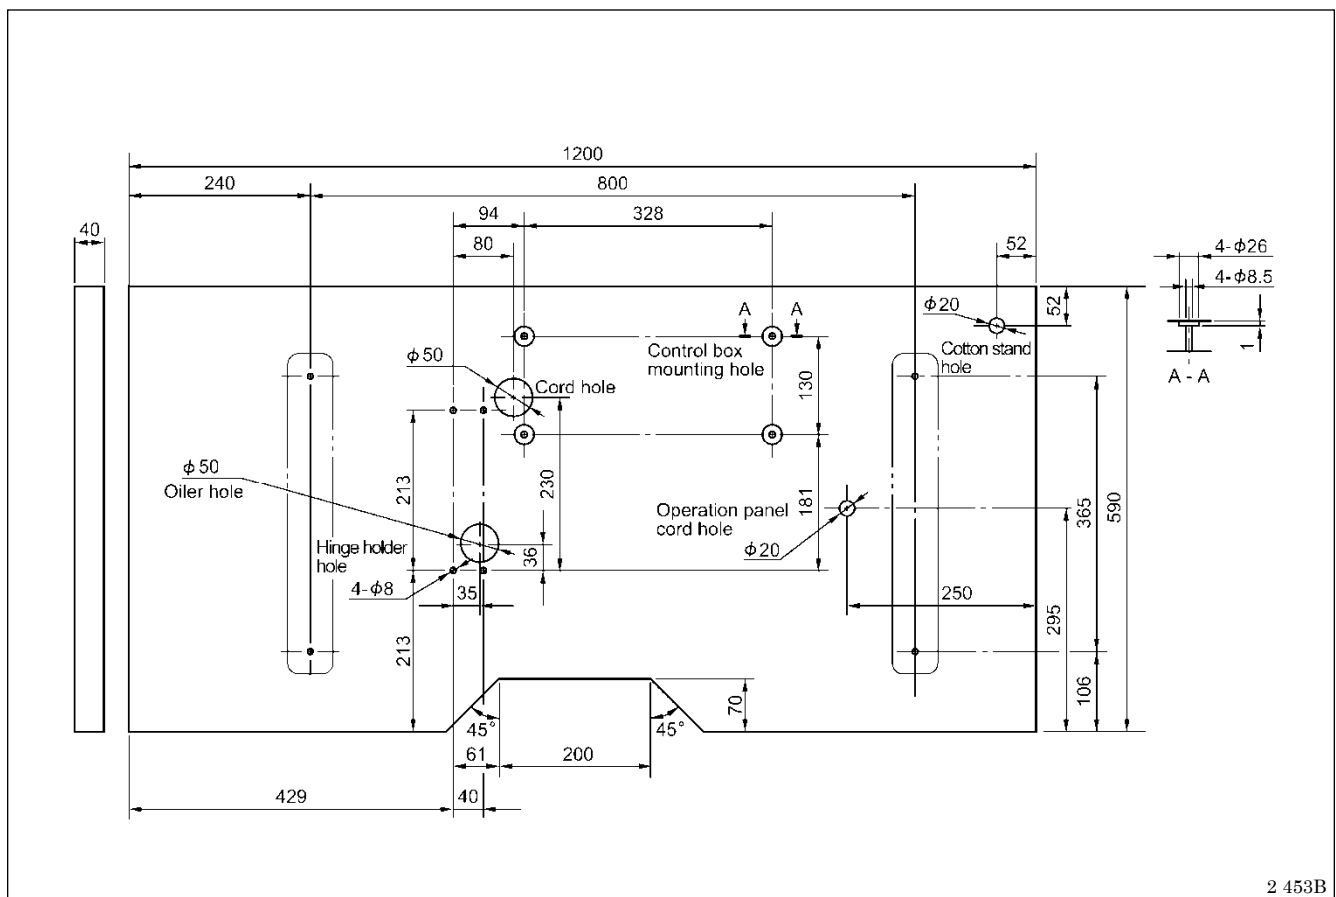 1200
240
800
94
328
40
80
52
4-ϕ26
4-ϕ8.5
ϕ20
52
A
A
Cotton stand
hole
1
A - A
Control box
mounting hole
ϕ50
Cord hole
130
ϕ50
Oiler hole
213
230
181
Operation panel
cord hole
365
590
ϕ20
Hinge holder
hole
36
4-ϕ8
35
250
295
213
106
70
45°
45°
61
200
429
40
2 453B